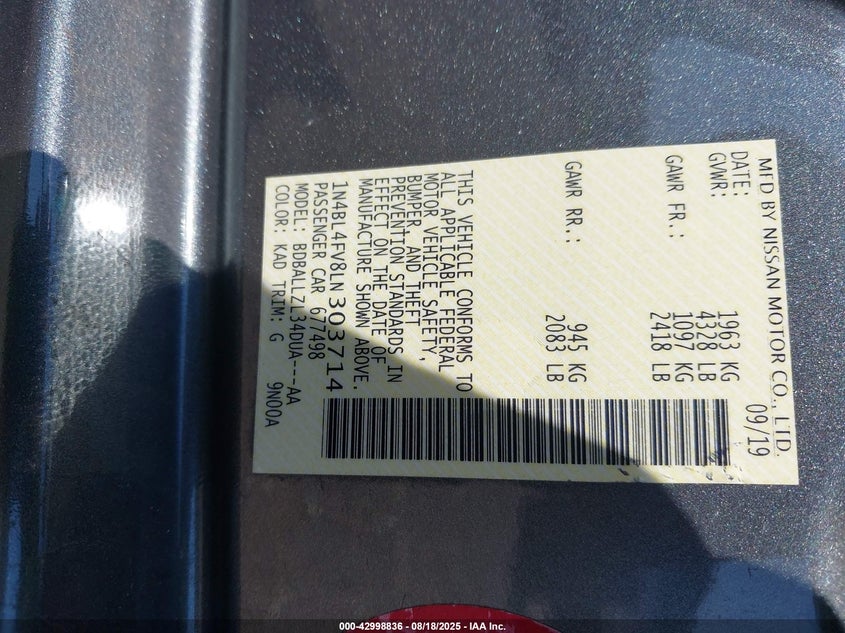 MFD BY NISSAN MOTOR CO., LTD.
DATE: 09/19
GVWR: 1963 KG
4328 LB
GAWR FR.: 1097 KG
2418 LB
GAWR RR.: 945 KG
2083 LB
THIS VEHICLE CONFORMS TO
ALL APPLICABLE FEDERAL
MOTOR VEHICLE SAFETY,
BUMPER, AND THEFT
PREVENTION STANDARDS IN
EFFECT ON THE DATE OF
MANUFACTURE SHOWN ABOVE.
1N4BL4FV8LN303714
PASSENGER CAR 677498
MODEL: BDBALLZL34DUA---AA
COLOR: KAD TRIM: G 9N00A
000-42998836 - 08/18/2025 - IAA Inc.